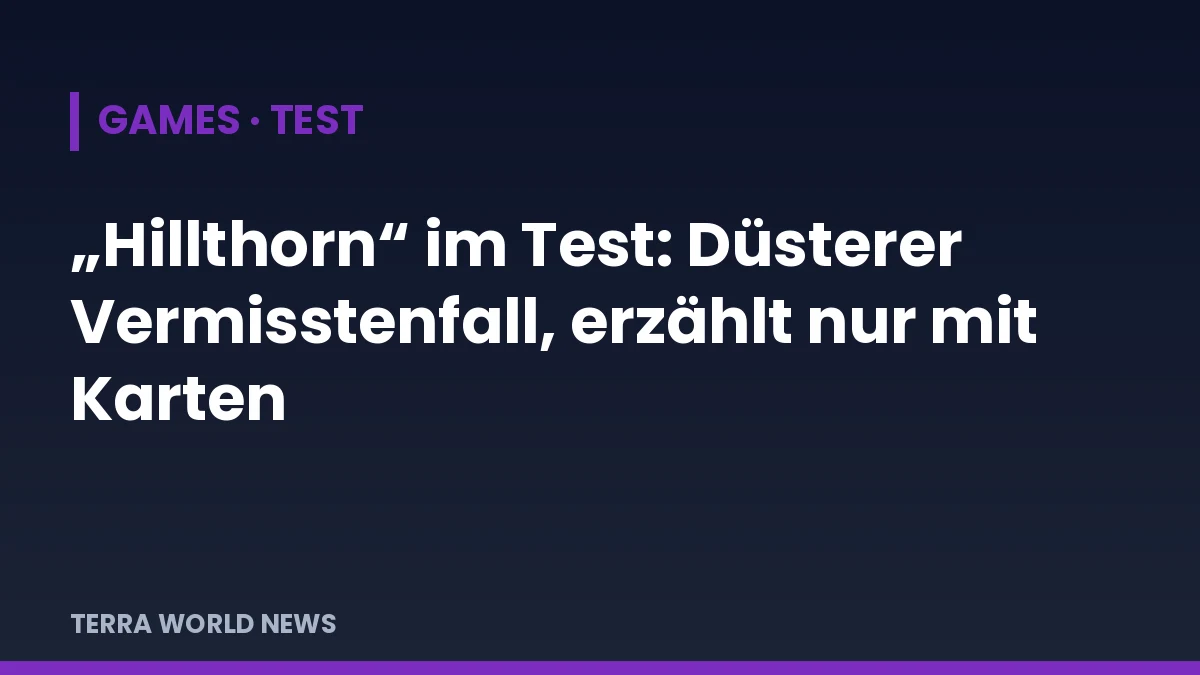 GAMES · TEST
„Hillthorn“ im Test: Düsterer
Vermisstenfall, erzählt nur mit
Karten
TERRA WORLD NEWS